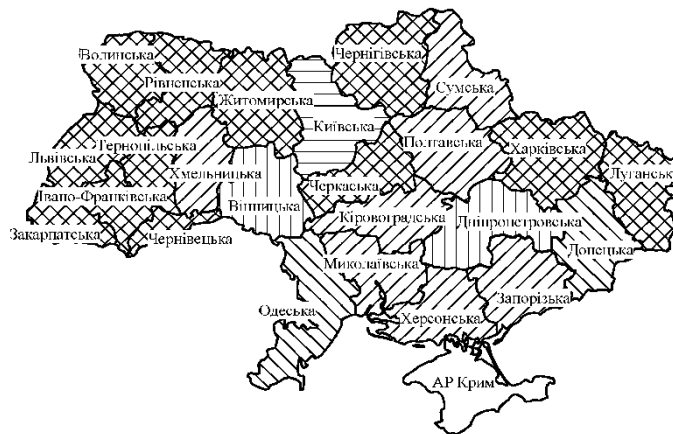 Волинська
Рівненська
Житомирська
Чернігівська
Сумська
Київська
Львівська
Тернопільська
Хмельницька
Полтавська
Харківська
Луганськ
Івано-Франківська
Вінницька
Черкаська
Кіровоградська
Дніпропетровська
Донецька
Закарпатська
Чернівецька
Миколаївська
Запорізька
Одеська
Херсонська
АР Крим